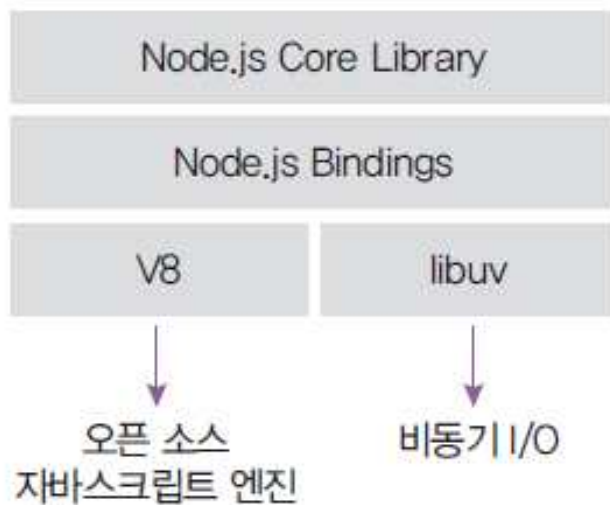 Node.js Core Library
Node.js Bindings
V8
libuv
오픈 소스
자바스크립트 엔진
비동기 I/O